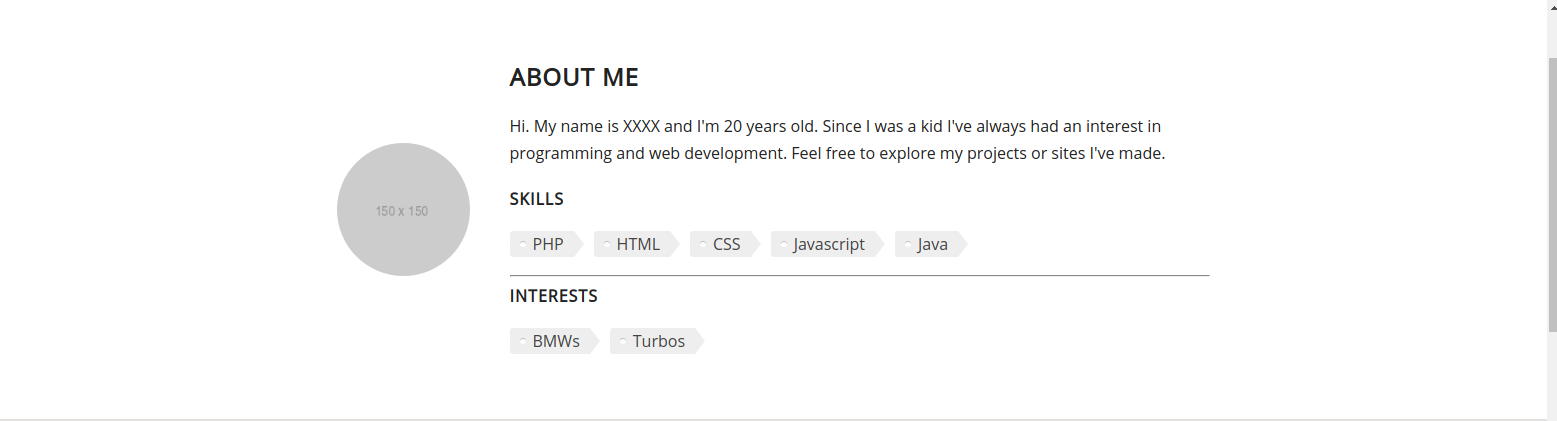 ABOUT ME
Hi. My name is XXXX and I'm 20 years old. Since I was a kid I've always had an interest in
programming and web development. Feel free to explore my projects or sites I've made.
150 x 150
SKILLS
PHP HTML CSS Javascript Java
INTERESTS
BMWs Turbos